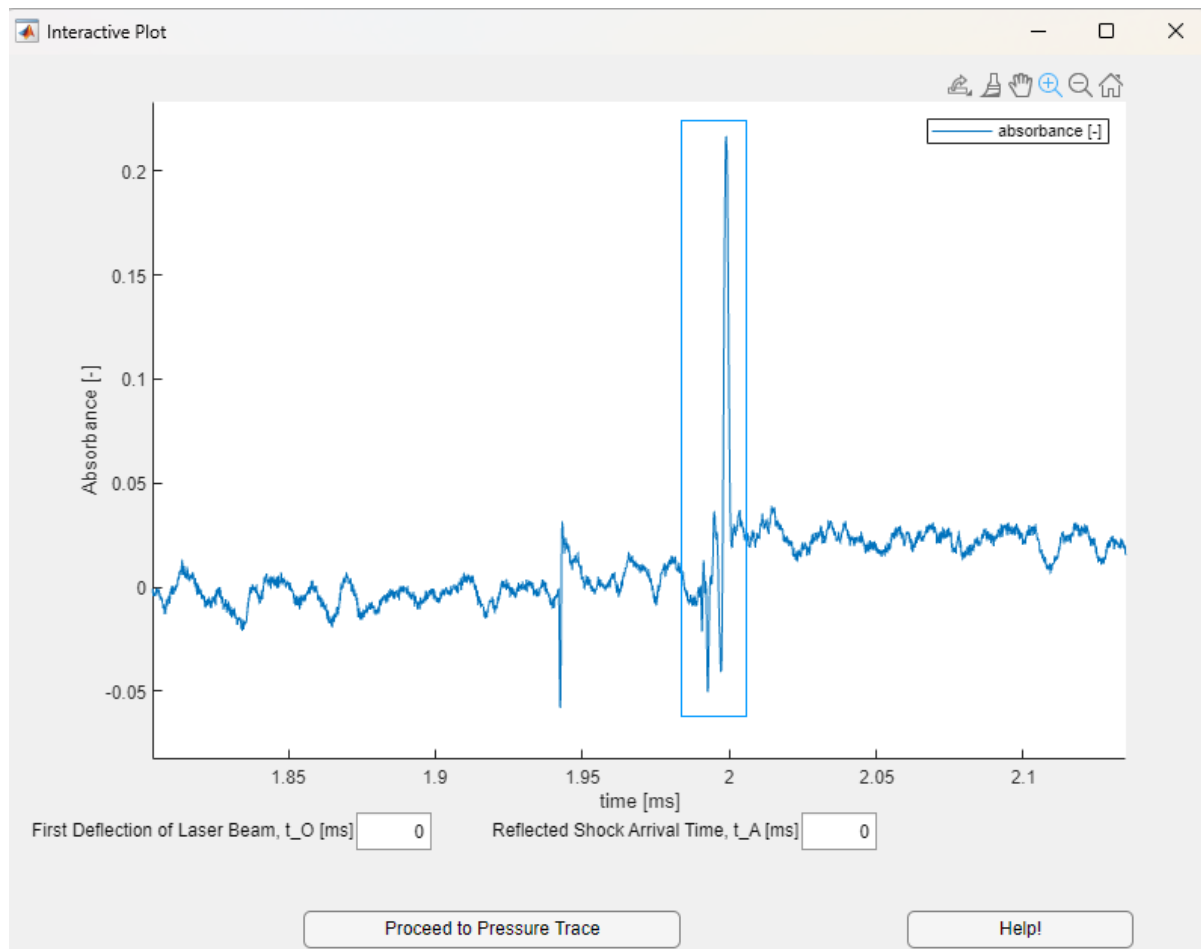 Interactive Plot
absorbance [-]
0.2
0.15
0.1
0.05
0
-0.05
Absorbance [-]
1.85 1.9 1.95 2 2.05 2.1
time [ms]
First Deflection of Laser Beam, t_O [ms] 0 Reflected Shock Arrival Time, t_A [ms] 0
Proceed to Pressure Trace Help!